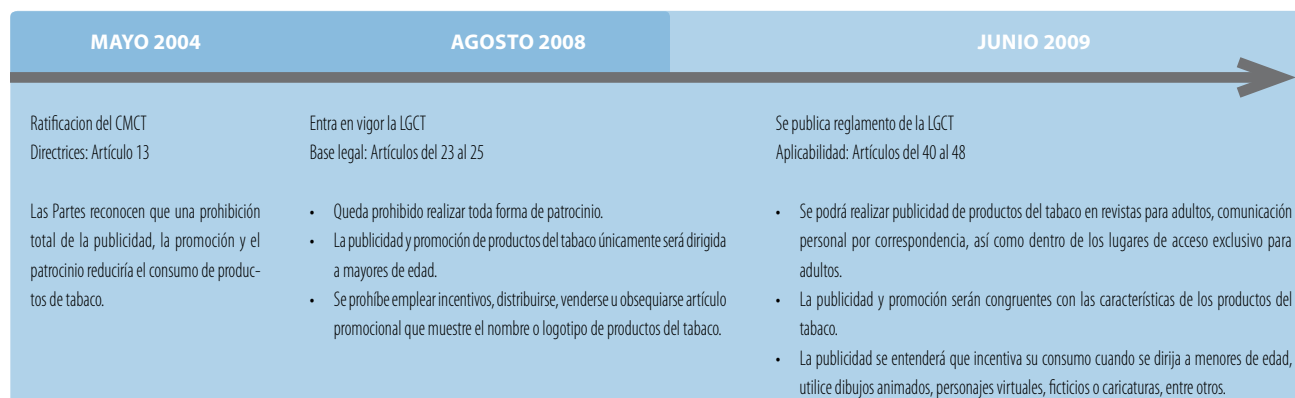 MAYO 2004
AGOSTO 2008
JUNIO 2009
Ratificacion del CMCT
Directrices: Artículo 13
Las Partes reconocen que una prohibición
total de la publicidad, la promoción y el
patrocinio reduciría el consumo de produc-
tos de tabaco.
Entra en vigor la LGCT
Base legal: Artículos del 23 al 25
• Queda prohibido realizar toda forma de patrocinio.
• La publicidad y promoción de productos del tabaco únicamente será dirigida
a mayores de edad.
• Se prohíbe emplear incentivos, distribuirse, venderse u obsequiarse artículo
promocional que muestre el nombre o logotipo de productos del tabaco.
Se publica reglamento de la LGCT
Aplicabilidad: Artículos del 40 al 48
• Se podrá realizar publicidad de productos del tabaco en revistas para adultos, comunicación
personal por correspondencia, así como dentro de los lugares de acceso exclusivo para
adultos.
• La publicidad y promoción serán congruentes con las características de los productos del
tabaco.
• La publicidad se entenderá que incentiva su consumo cuando se dirija a menores de edad,
utilice dibujos animados, personajes virtuales, ficticios o caricaturas, entre otros.